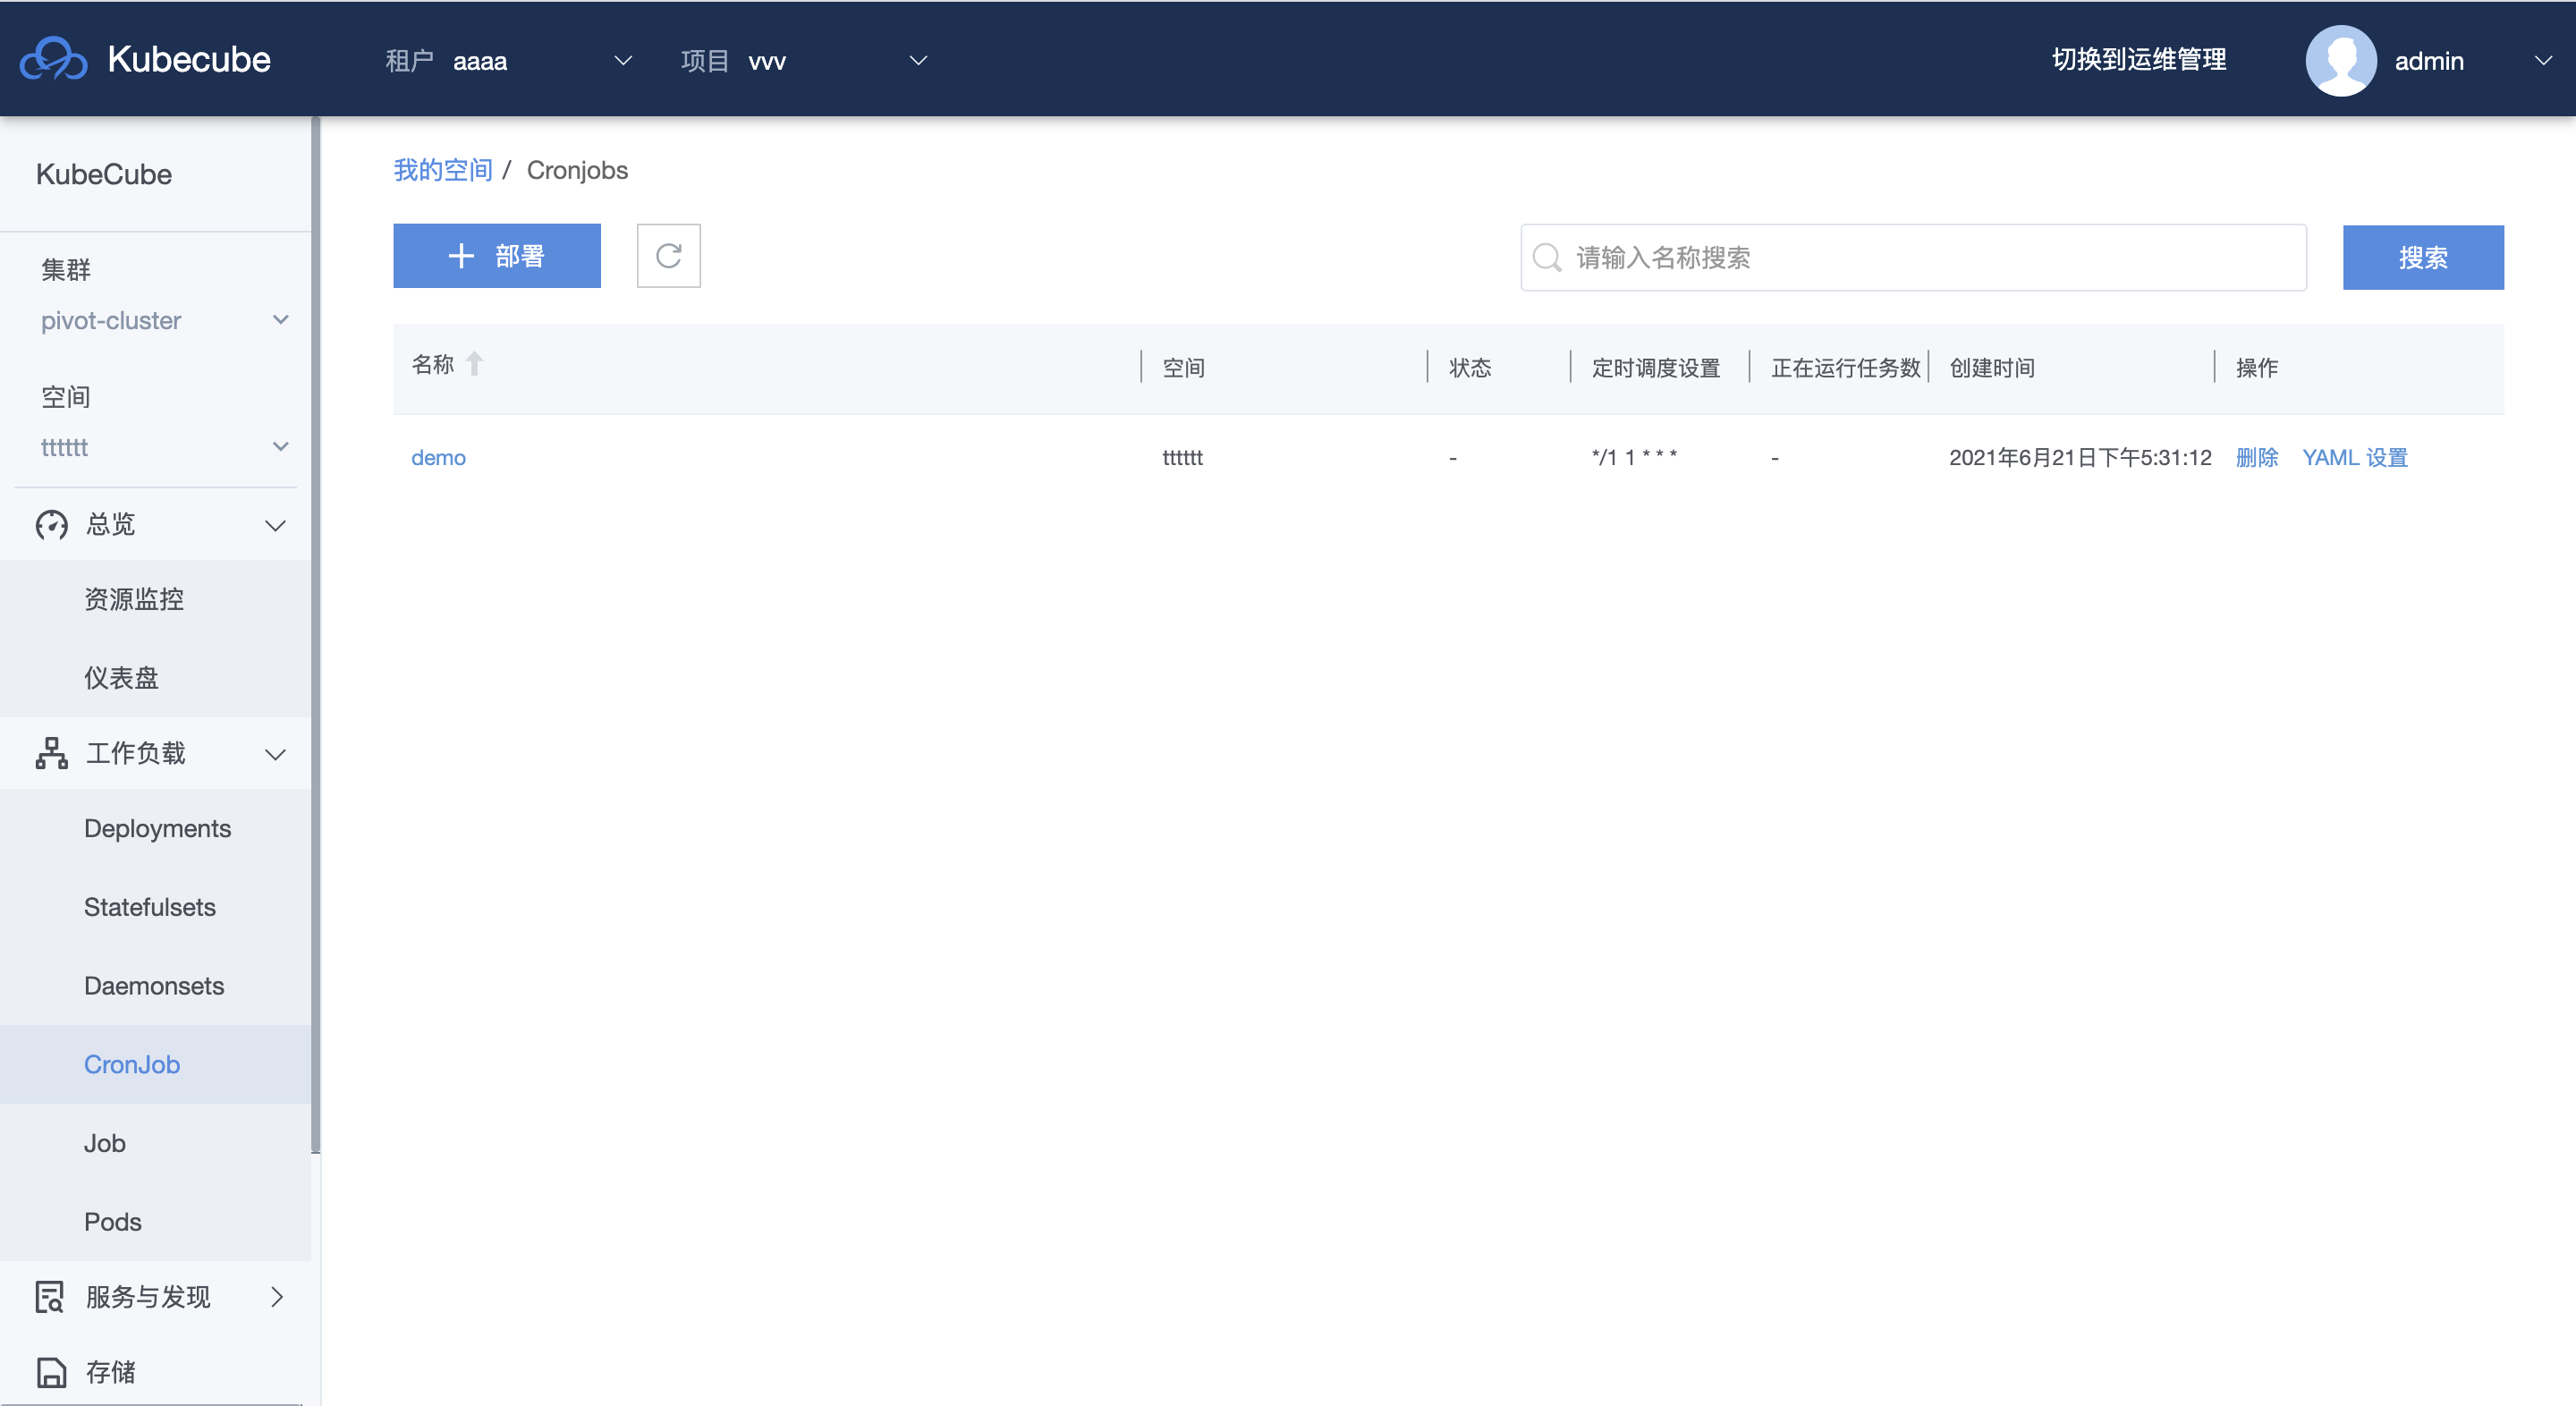 Kubecube 租户 aaaa 项目 vvv 切换到运维管理 admin
KubeCube
集群
pivot-cluster
空间
tttttt
总览
资源监控
仪表盘
工作负载
Deployments
Statefulsets
Daemonsets
CronJob
Job
Pods
服务与发现
存储
我的空间 / Cronjobs
部署 请输入名称搜索 搜索
名称 空间 状态 定时调度设置 正在运行任务数 创建时间 操作
demo tttttt - */1 1 * * * - 2021年6月21日下午5:31:12 删除 YAML 设置